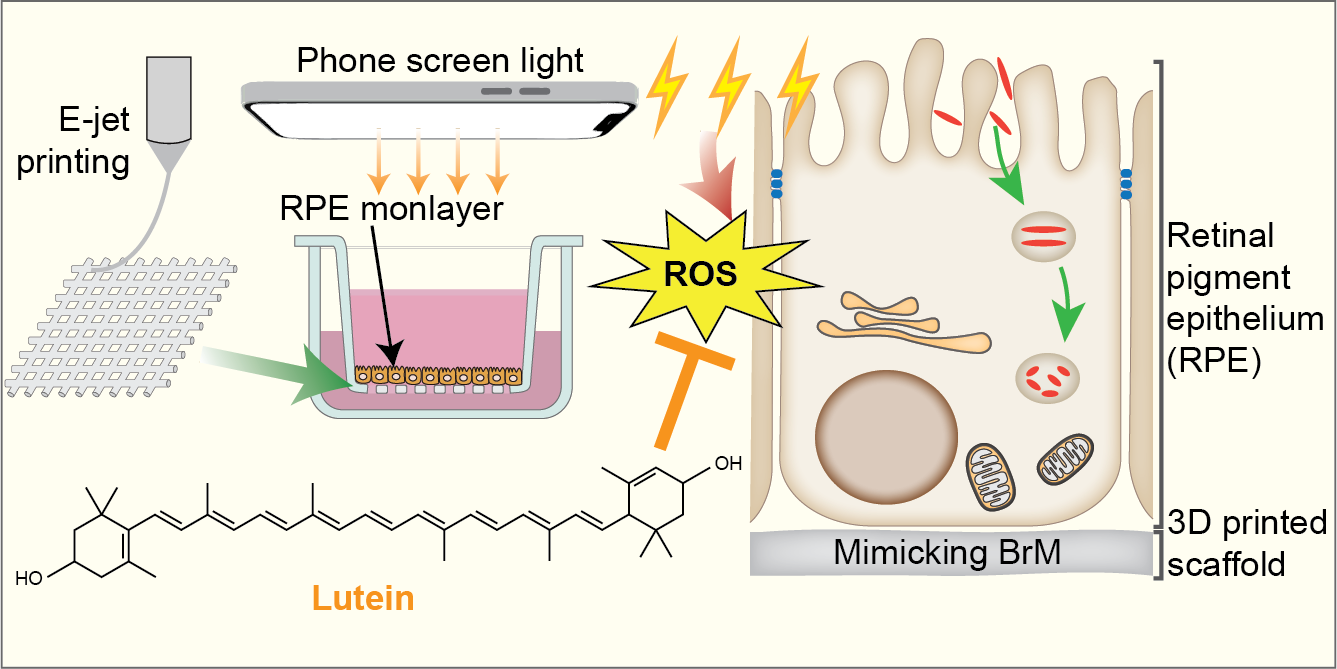 E-jet
printing
Phone screen light
RPE monlayer
ROS
Retinal
pigment
epithelium
(RPE)
3D printed
scaffold
Mimicking BrM
OH
HO
Lutein